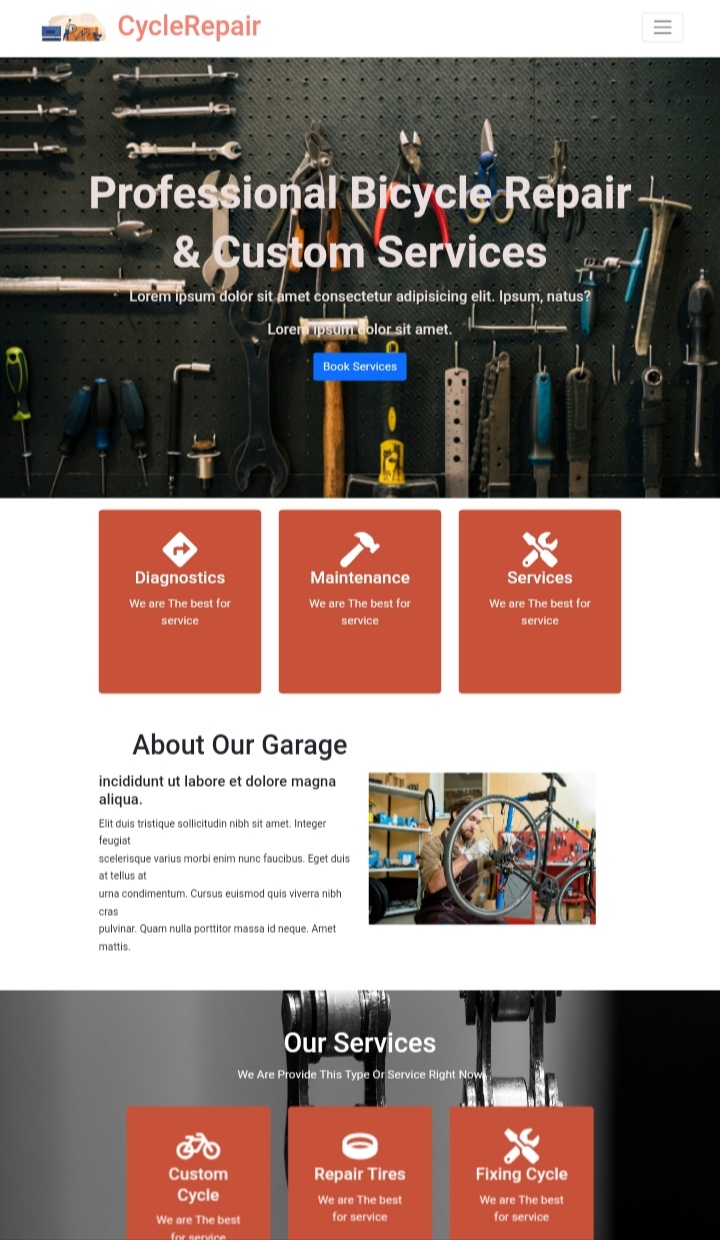 CycleRepair
Professional Bicycle Repair
& Custom Services
Lorem ipsum dolor sit amet consectetur adipisicing elit. Ipsum, natus?
Lorem ipsum dolor sit amet.
Book Services
Diagnostics
We are The best for
service
Maintenance
We are The best for
service
Services
We are The best for
service
About Our Garage
incididunt ut labore et dolore magna
aliqua.
Elit duis tristique sollicitudin nibh sit amet. Integer
feugiat
scelerisque varius morbi enim nunc faucibus. Eget duis
at tellus at
urna condimentum. Cursus euismod quis viverra nibh
cras
pulvinar. Quam nulla porttitor massa id neque. Amet
mattis.
Our Services
We Are Provide This Type Or Service Right Now.
Custom
Cycle
We are The best
for service
Repair Tires
We are The best
for service
Fixing Cycle
We are The best
for service